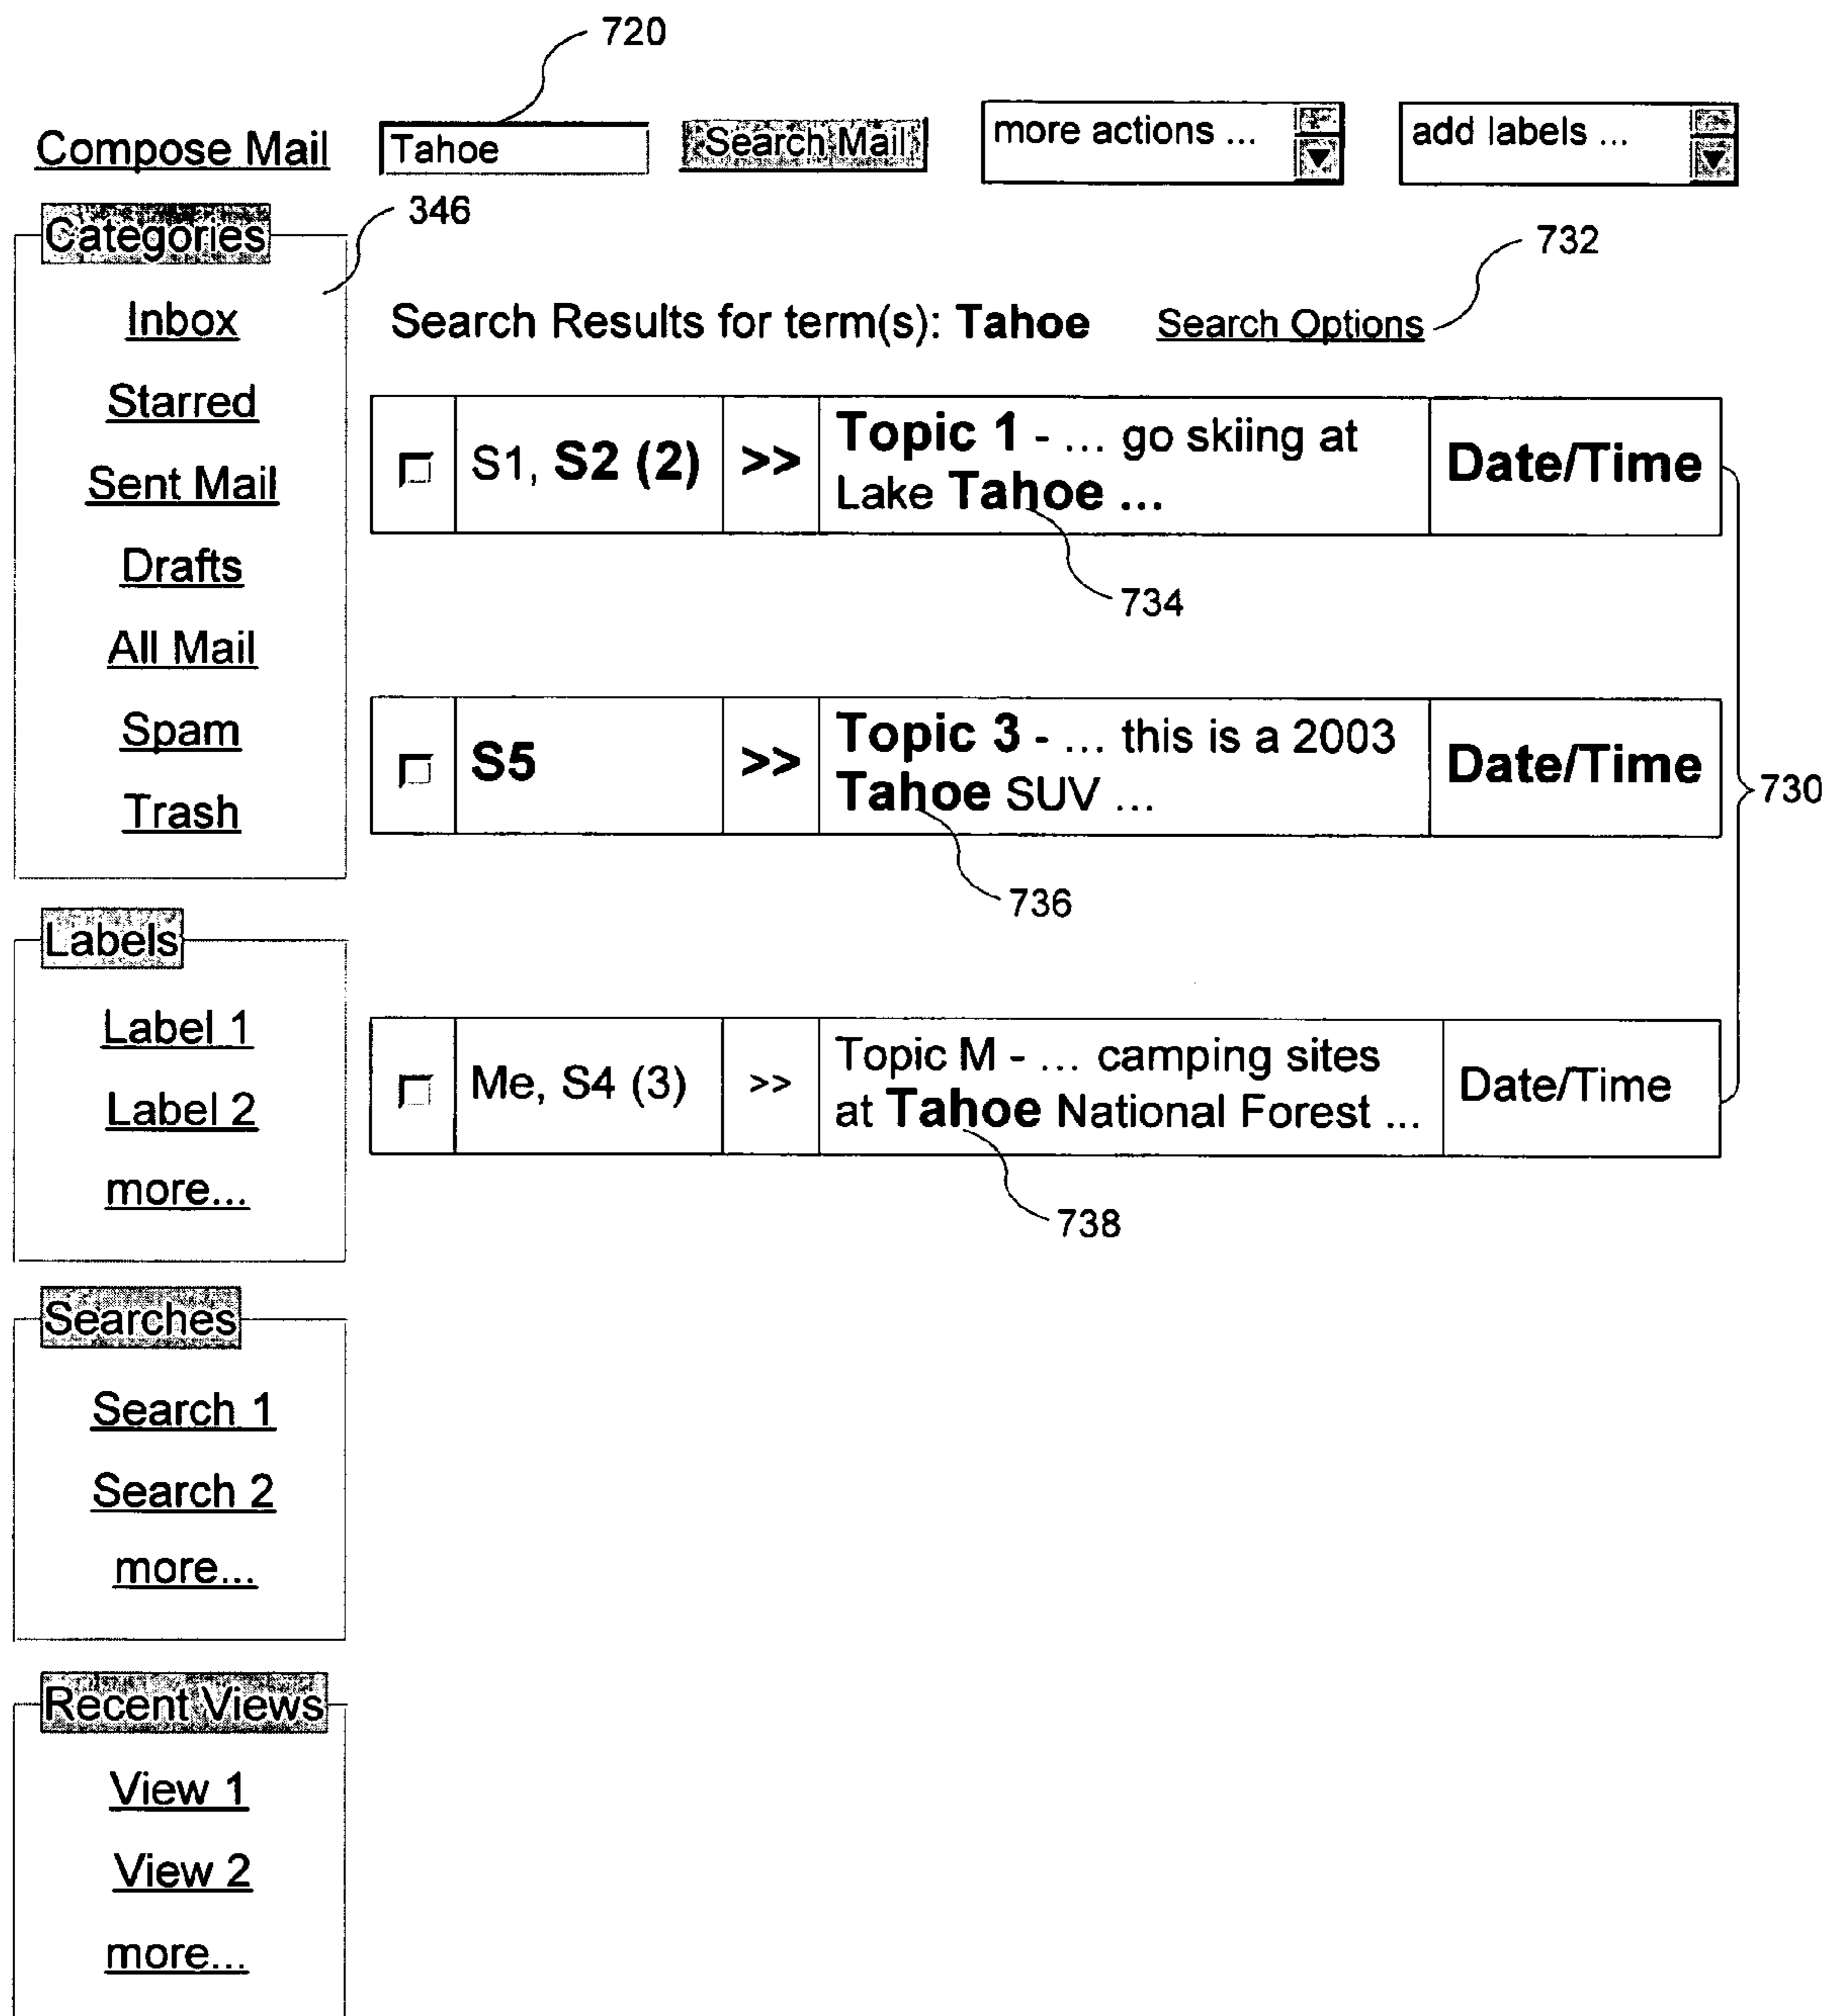 720
Compose Mail Tahoe Search Mail more actions ... add labels ...
346
Categories
732
Inbox
Starred
Sent Mail
Drafts
All Mail
Spam
Trash
Search Results for term(s): Tahoe Search Options
S1, S2 (2) >> Topic 1 - ... go skiing at
Lake Tahoe ...
Date/Time
734
S5 >> Topic 3 - ... this is a 2003
Tahoe SUV ...
Date/Time
730
736
Me, S4 (3) >> Topic M - ... camping sites
at Tahoe National Forest ...
Date/Time
738
Labels
Label 1
Label 2
more...
Searches
Search 1
Search 2
more...
Recent Views
View 1
View 2
more...